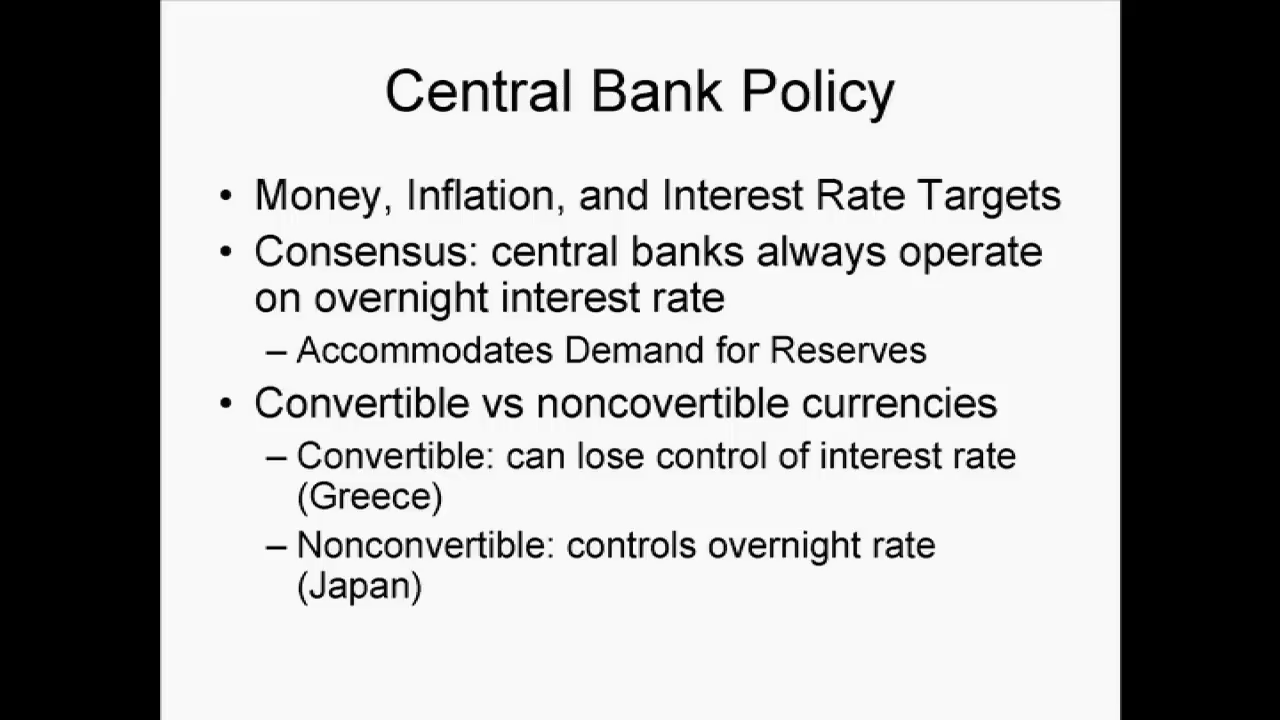 Central Bank Policy
• Money, Inflation, and Interest Rate Targets
• Consensus: central banks always operate
on overnight interest rate
– Accommodates Demand for Reserves
• Convertible vs noncovertible currencies
– Convertible: can lose control of interest rate
(Greece)
– Nonconvertible: controls overnight rate
(Japan)